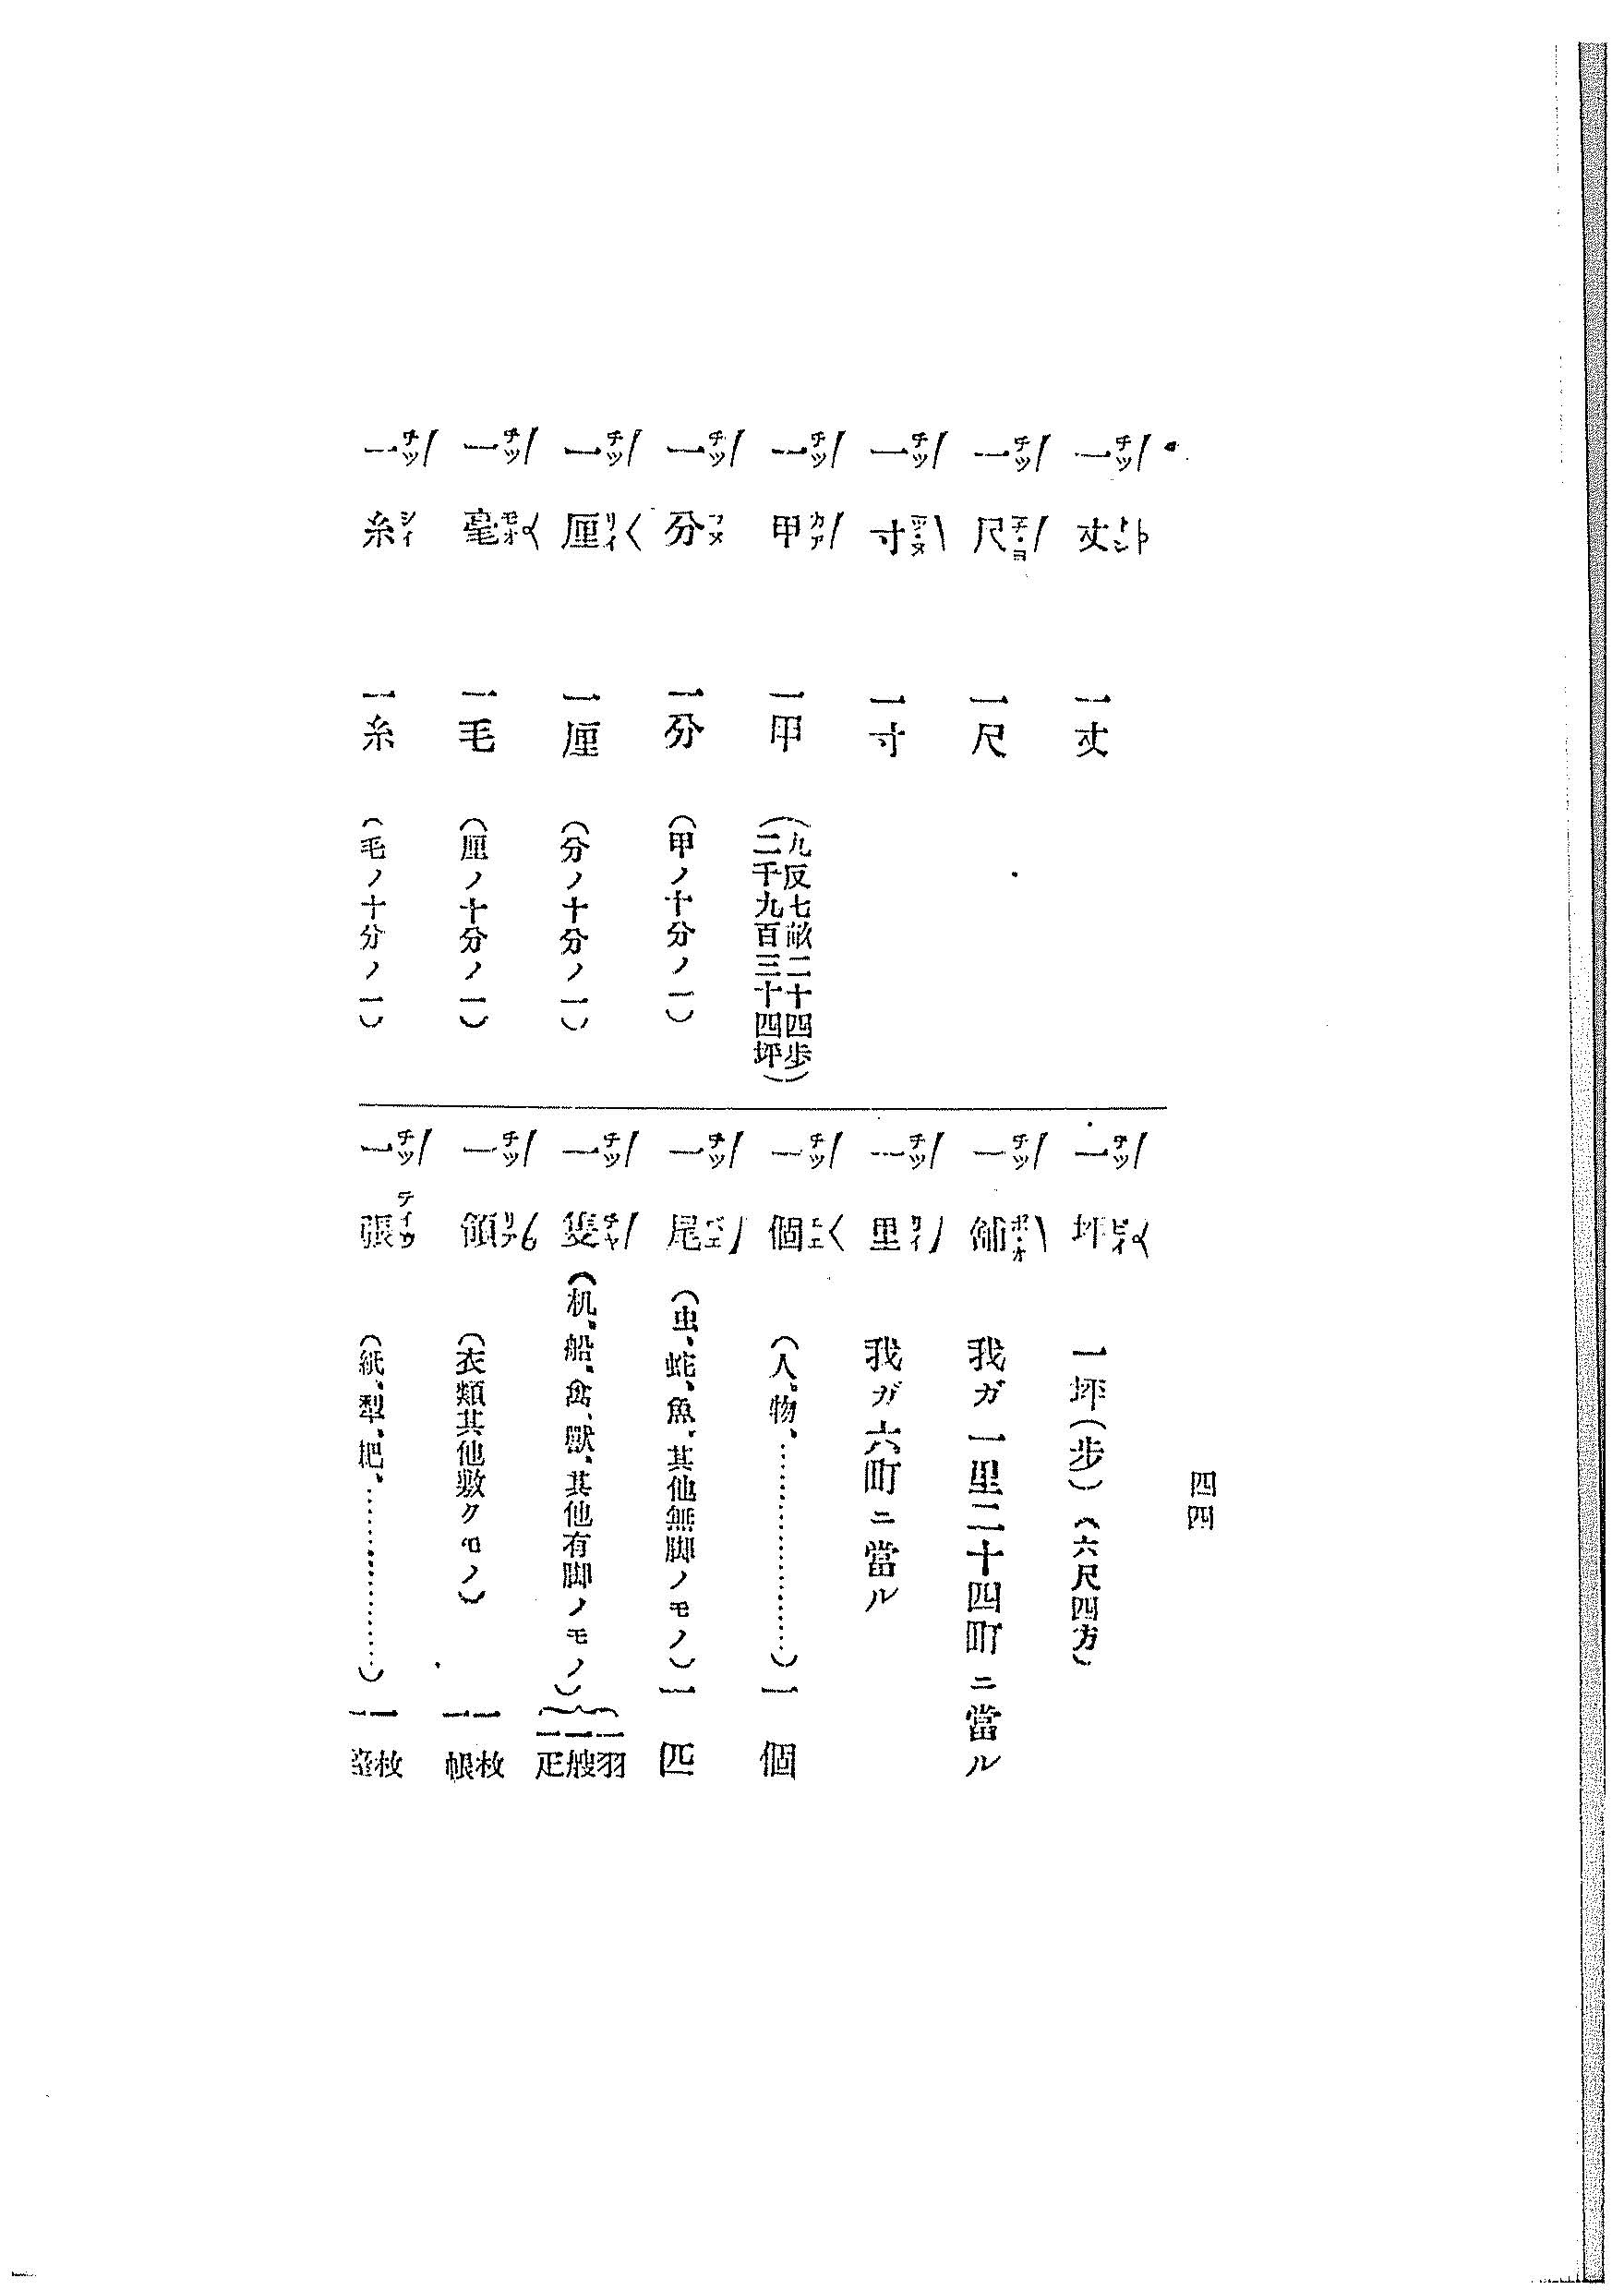 四四
一丈 一丈
一尺 一尺
一寸 一寸
一甲 一甲 (九反七畝二十四歩
二千九百三十四坪)
一分 一分 (甲ノ十分ノ一)
一厘 一厘 (分ノ十分ノ一)
一毫 一毛 (厘ノ十分ノ一)
一糸 一糸 (毛ノ十分ノ一)
一坪 一坪(歩)(六尺四方)
一舖 我ガ一里二十四町ニ當ル
一里 我ガ六町ニ當ル
一個 (人、物、…………) 一個
一尾 (虫、蛇、魚、其他無脚ノモノ) 一匹
一隻 (机、船、禽、獸、其他有脚ノモノ) 一羽 一艘 一疋
一領 (衣類其他敷クモノ) 一枚 一帳
一張 (紙、犁、耙、…………) 一枚